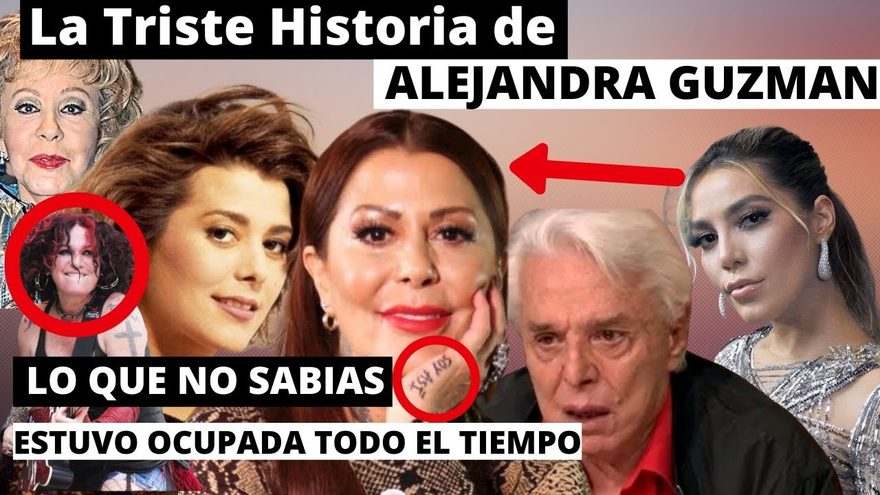 La Triste Historia de
ALEJANDRA GUZMAN
LO QUE NO SABIAS
ESTUVO OCUPADA TODO EL TIEMPO